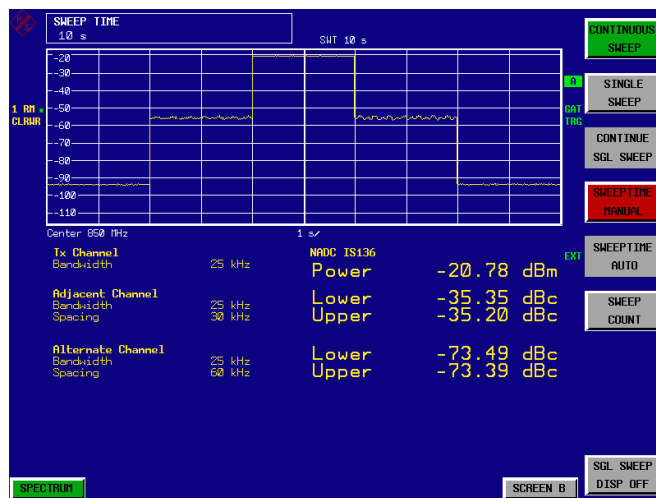 SWEEP TIME
10 s
SWT 10 s
CONTINUOUS
SWEEP
SINGLE
SWEEP
CONTINUE
SGL SWEEP
SWEEPTIME
MANUAL
SWEEPTIME
AUTO
SWEEP
COUNT
SGL SWEEP
DISP OFF
A
GAT
TRG
EXT
1 RM *
CLRWR
-20
-30
-40
-50
-60
-70
-80
-90
-100
-110
Center 850 MHz 1 s/
Tx Channel NADC IS136
Bandwidth 25 kHz Power -20.78 dBm
Adjacent Channel Lower -35.35 dBc
Bandwidth 25 kHz Upper -35.20 dBc
Spacing 30 kHz
Alternate Channel Lower -73.49 dBc
Bandwidth 25 kHz Upper -73.39 dBc
Spacing 60 kHz
SPECTRUM
SCREEN B